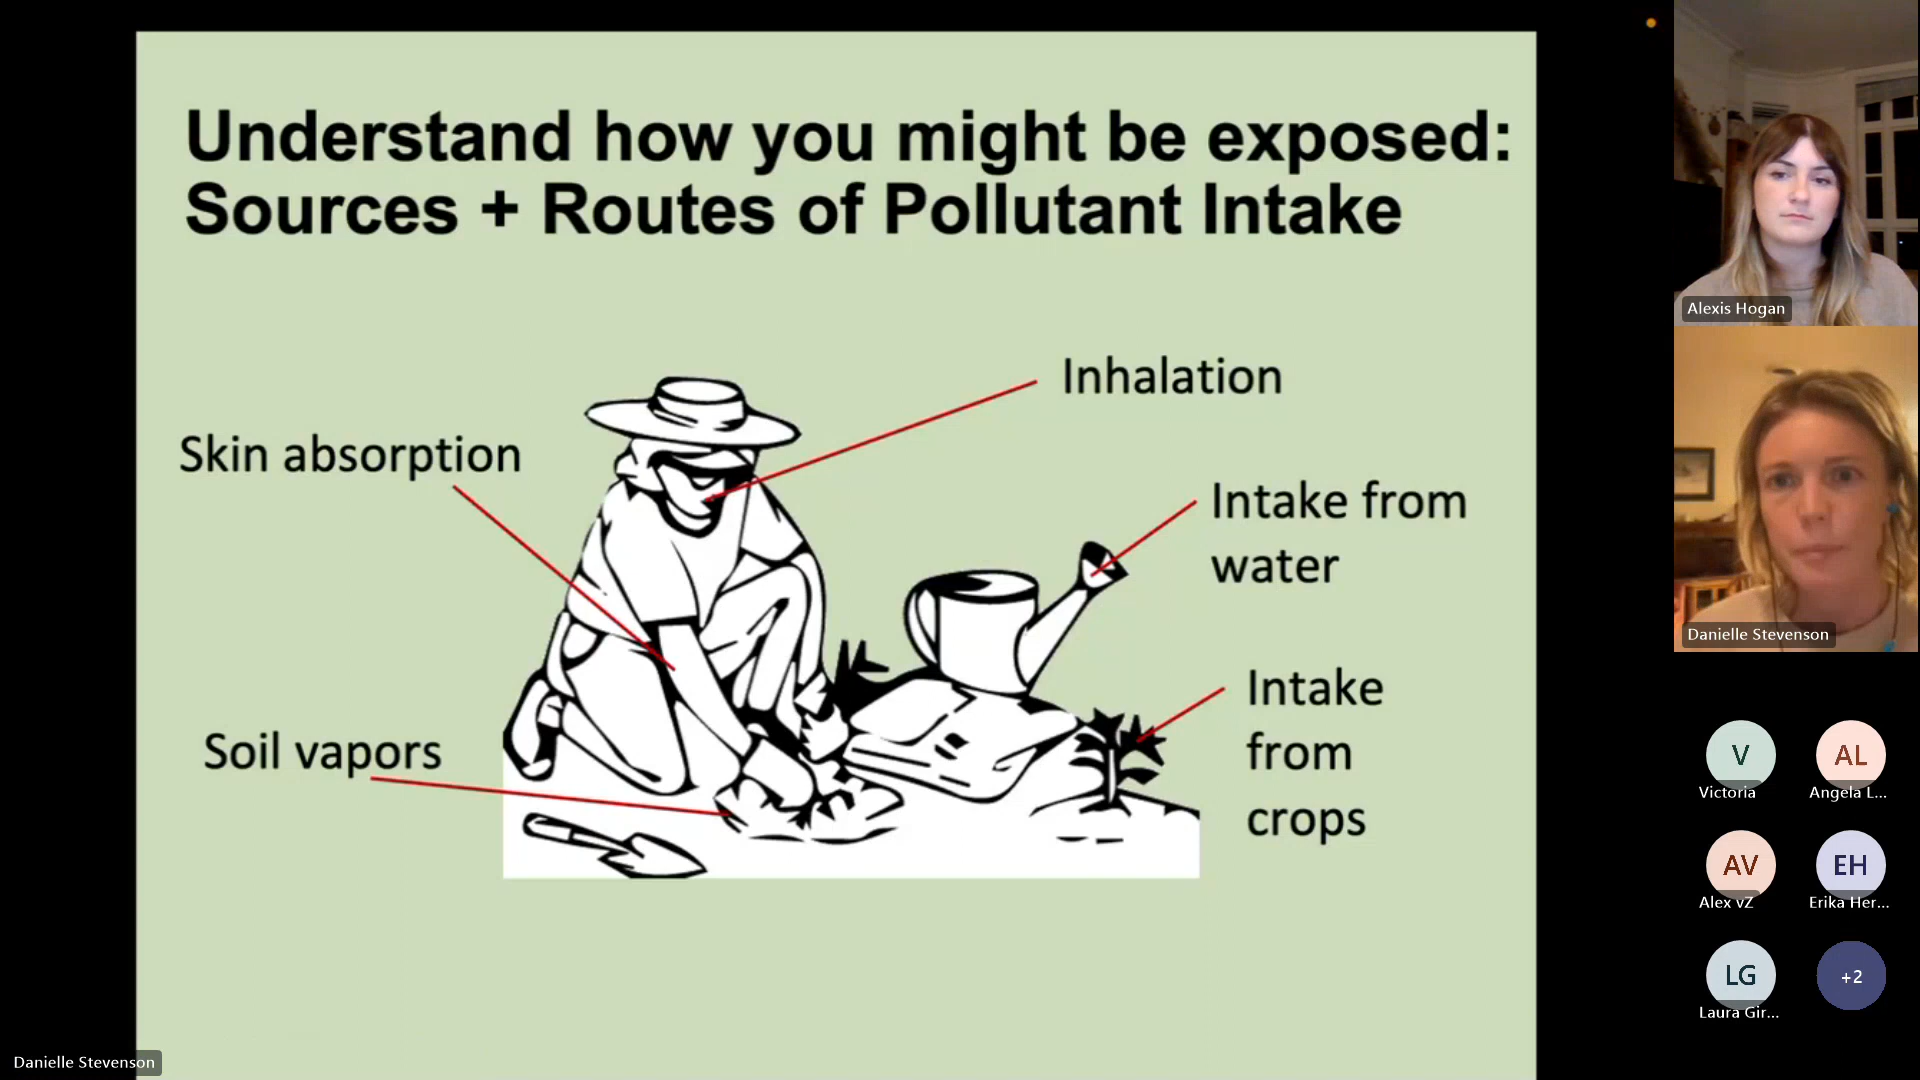 Understand how you might be exposed:
Sources + Routes of Pollutant Intake
Inhalation
Skin absorption
Intake from
water
Intake
from
crops
Soil vapors
Danielle Stevenson
Alexis Hogan
Danielle Stevenson
V
Victoria
AL
Angela L...
AV
Alex vZ
EH
Erika Her...
LG
Laura Gir...
+2